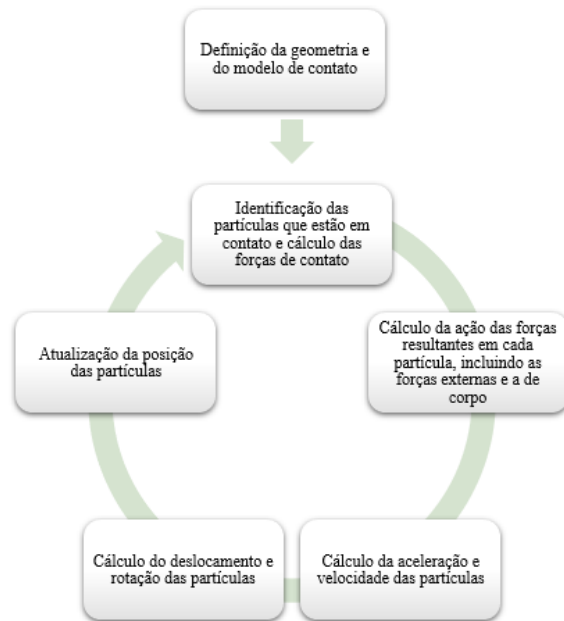 Definição da geometria e
do modelo de contato
Identificação das
partículas que estão em
contato e cálculo das
forças de contato
Cálculo da ação das forças
resultantes em cada
partícula, incluindo as
forças externas e a de
corpo
Cálculo da aceleração e
velocidade das partículas
Cálculo do deslocamento e
rotação das partículas
Atualização da posição
das partículas